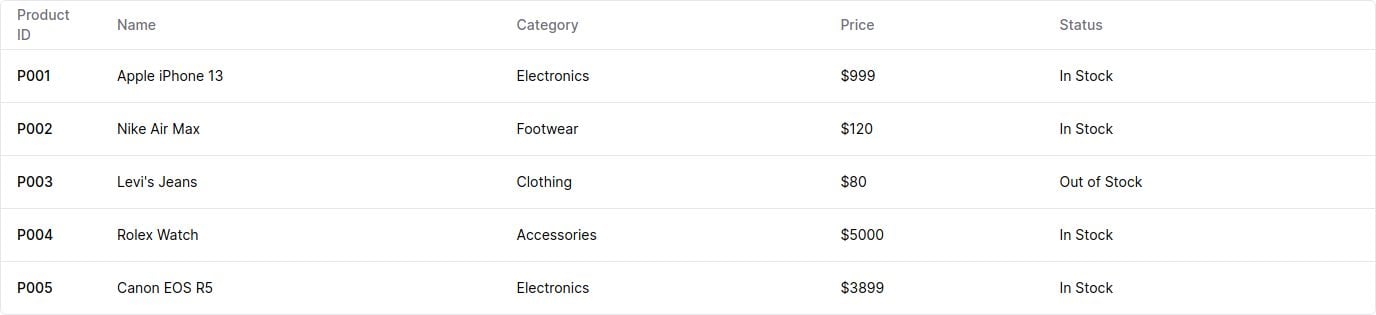 Product ID Name Category Price Status
P001 Apple iPhone 13 Electronics $999 In Stock
P002 Nike Air Max Footwear $120 In Stock
P003 Levi's Jeans Clothing $80 Out of Stock
P004 Rolex Watch Accessories $5000 In Stock
P005 Canon EOS R5 Electronics $3899 In Stock